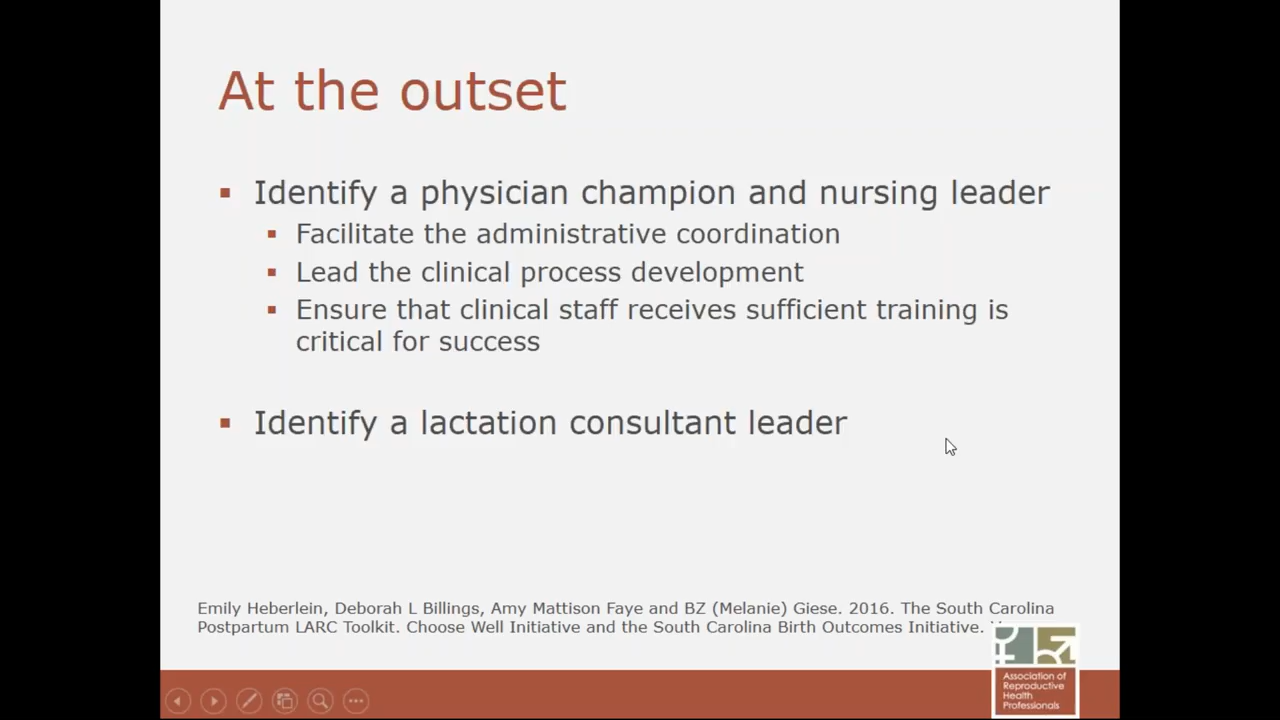 At the outset
Identify a physician champion and nursing leader
Facilitate the administrative coordination
Lead the clinical process development
Ensure that clinical staff receives sufficient training is
critical for success
Identify a lactation consultant leader
Emily Heberlein, Deborah L Billings, Amy Mattison Faye and BZ (Melanie) Giese. 2016. The South Carolina
Postpartum LARC Toolkit. Choose Well Initiative and the South Carolina Birth Outcomes Initiative.
Association of
Reproductive
Health
Professionals